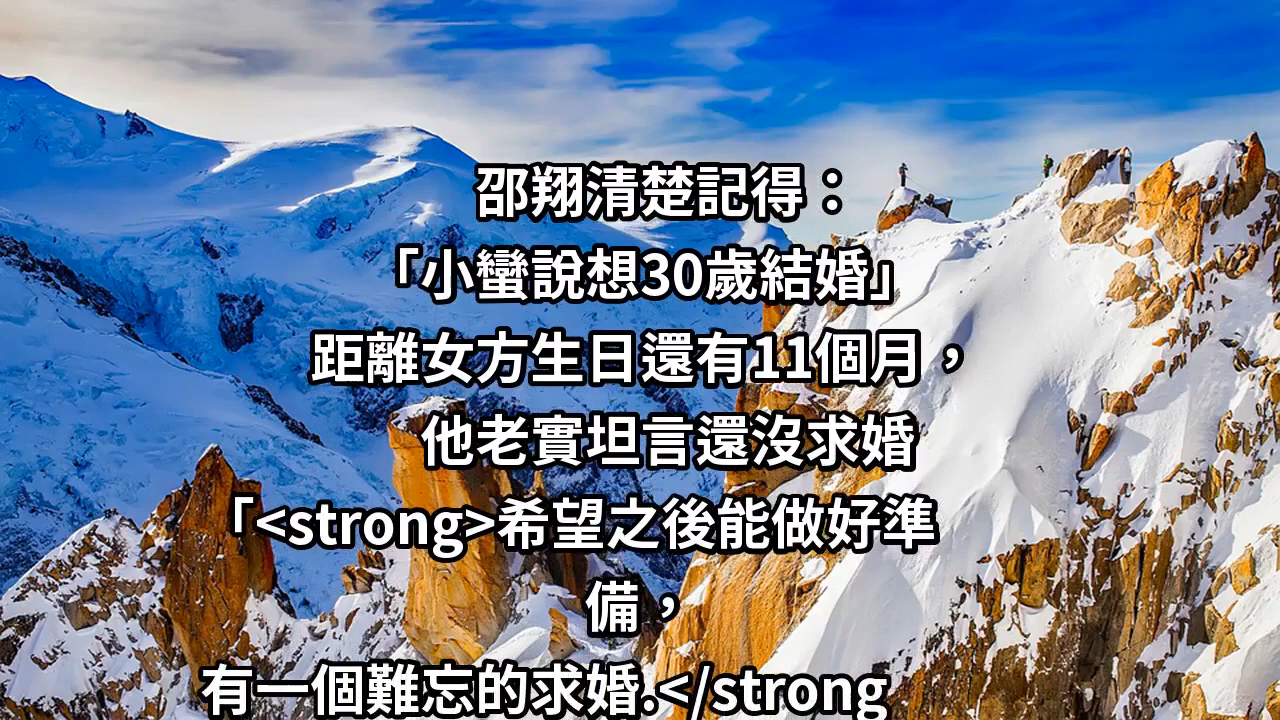 邵翔清楚記得：
「小蠻說想30歲結婚」
距離女方生日還有11個月，
他老實坦言還沒求婚
「<strong>希望之後能做好準
備，
有一個難忘的求婚.</strong